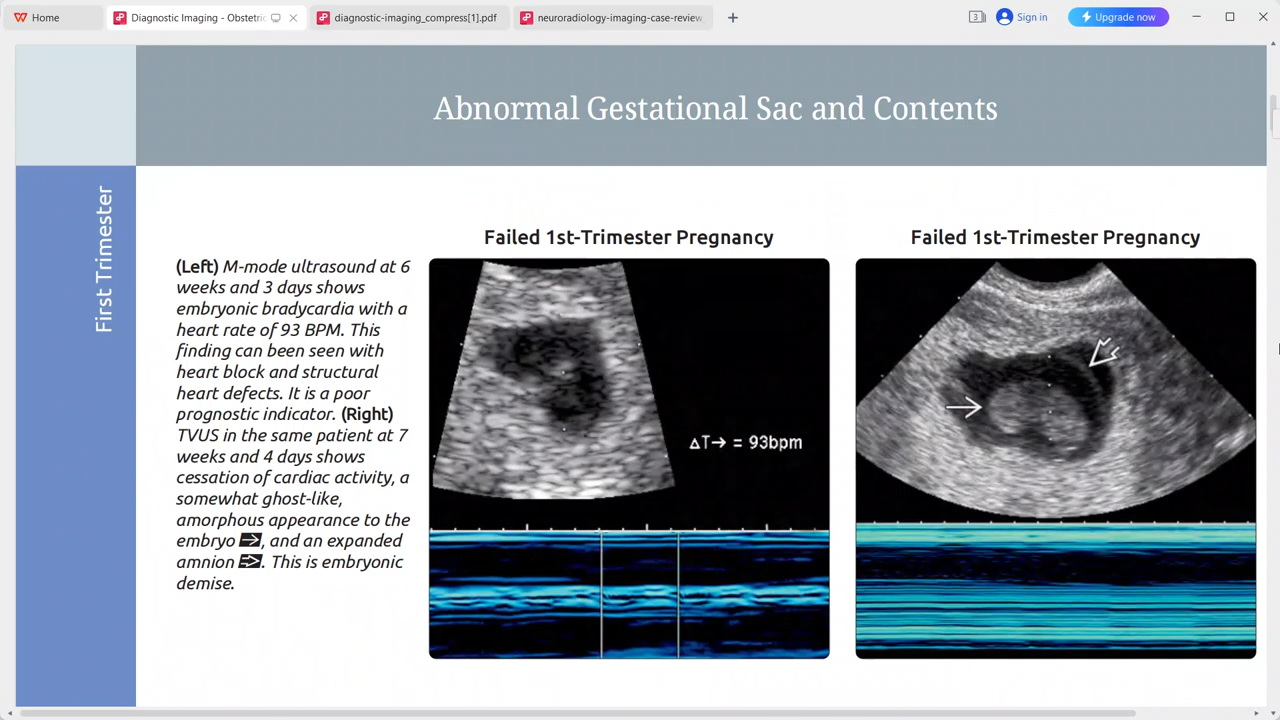 Home
Diagnostic Imaging - Obstetric
diagnostic-imaging_compress[1].pdf
neuroradiology-imaging-case-review
3
Sign in
Upgrade now
Abnormal Gestational Sac and Contents
First Trimester
(Left) M-mode ultrasound at 6
weeks and 3 days shows
embryonic bradycardia with a
heart rate of 93 BPM. This
finding can been seen with
heart block and structural
heart defects. It is a poor
prognostic indicator. (Right)
TVUS in the same patient at 7
weeks and 4 days shows
cessation of cardiac activity, a
somewhat ghost-like,
amorphous appearance to the
embryo ➡, and an expanded
amnion ➡. This is embryonic
demise.
Failed 1st-Trimester Pregnancy
ΔT→ = 93bpm
Failed 1st-Trimester Pregnancy